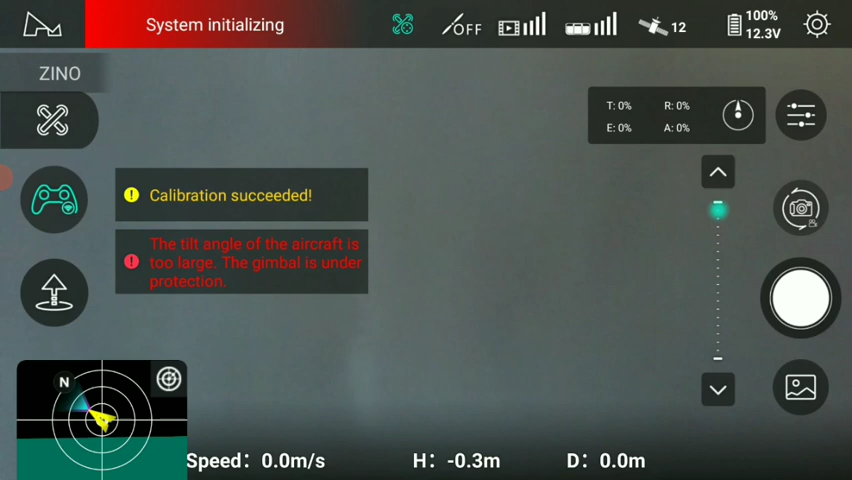 System initializing
OFF
12
100%
12.3V
ZINO
T: 0% R: 0%
E: 0% A: 0%
Calibration succeeded!
The tilt angle of the aircraft is
too large. The gimbal is under
protection.
N
Speed: 0.0m/s H: -0.3m D: 0.0m